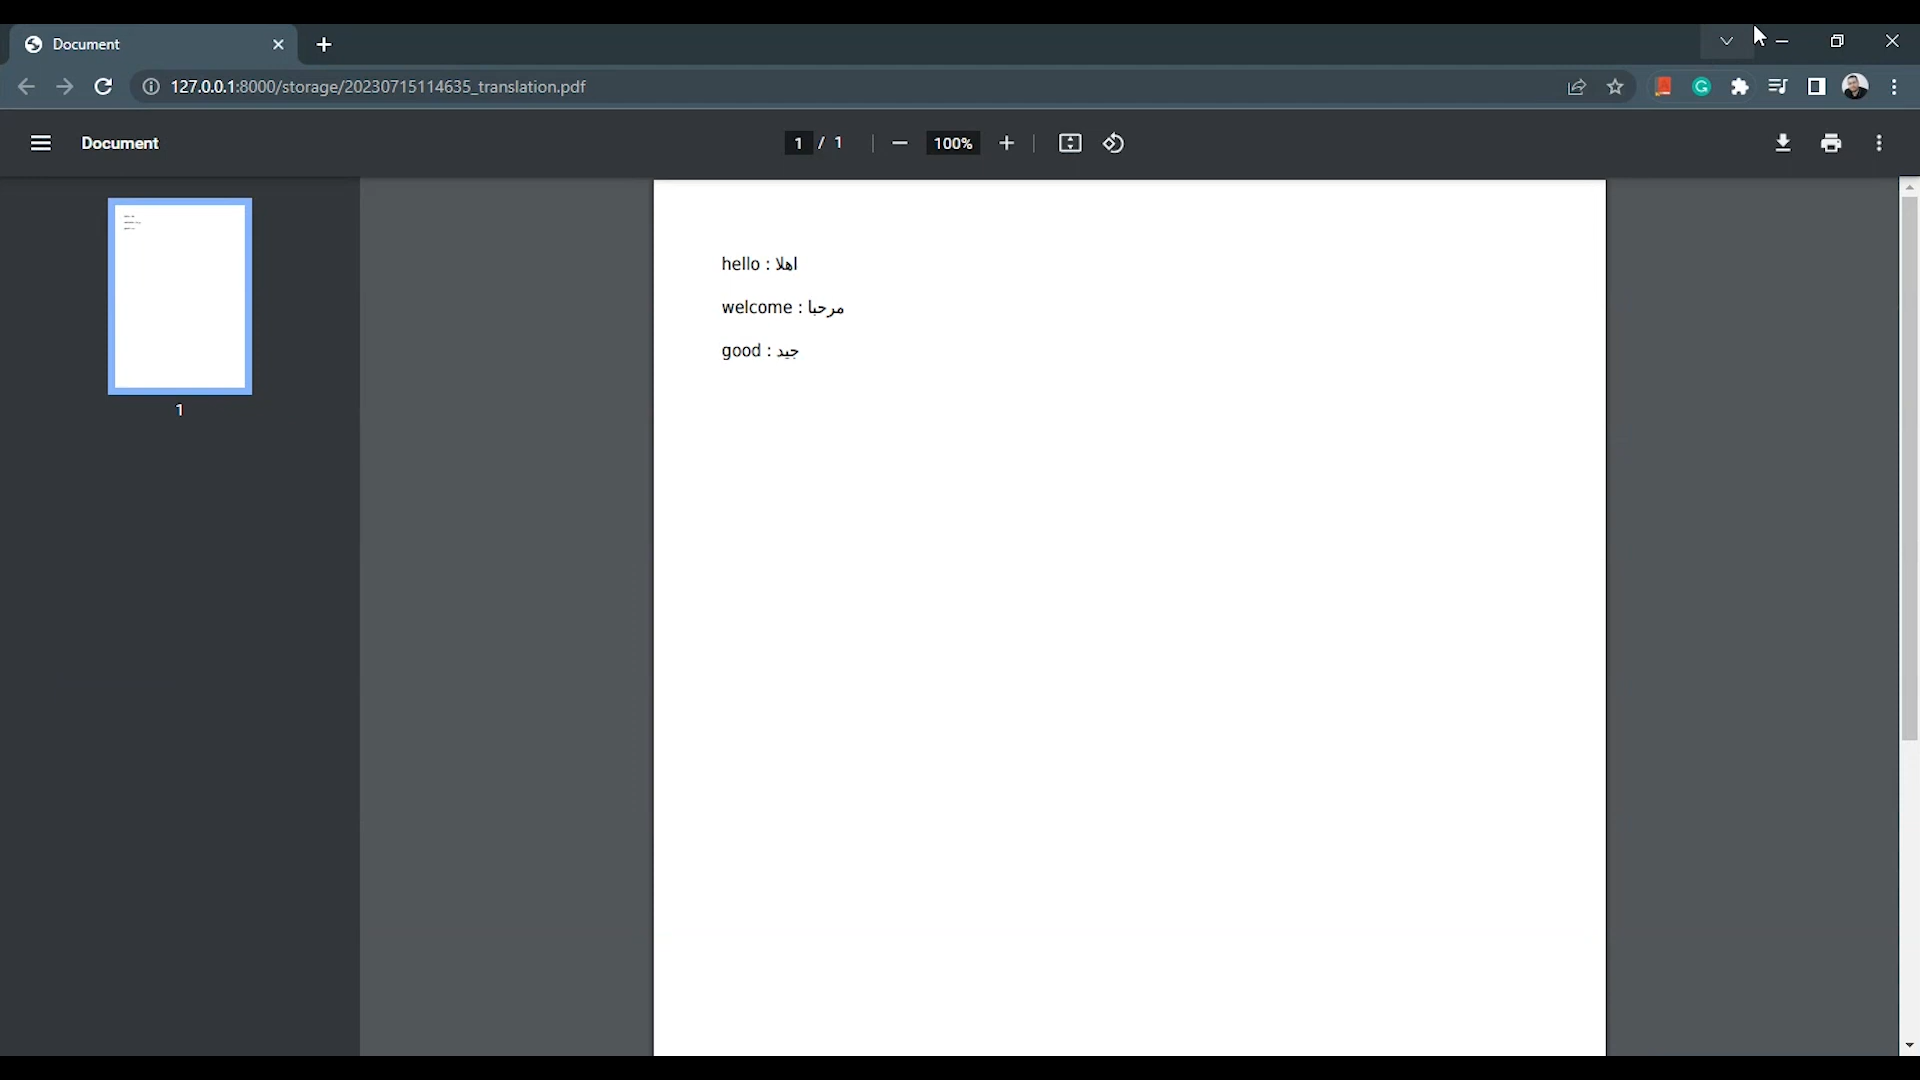 Document
127.0.0.1:8000/storage/20230715114635_translation.pdf
Document
1 / 1
100%
hello : اهلا
welcome : مرحبا
good : جيد
1